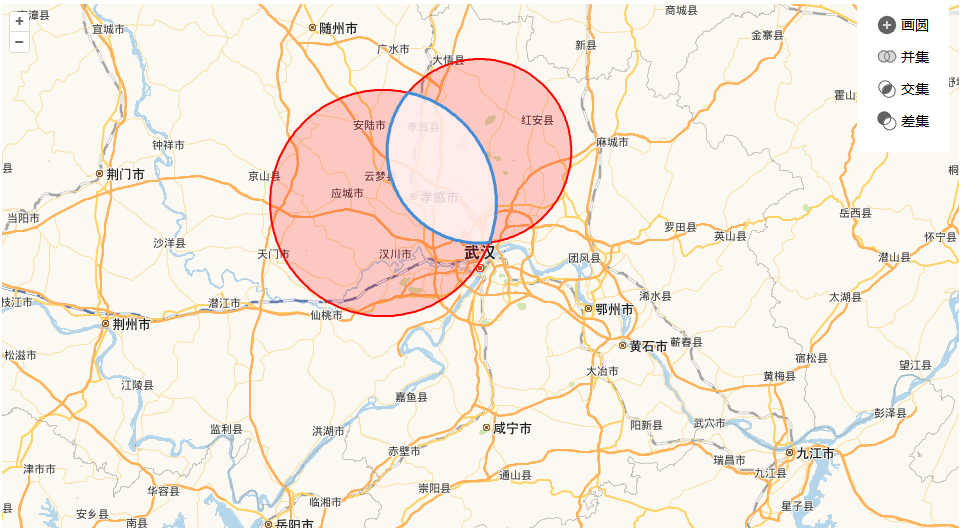 南漳县
随州市
商城县
画圆
宜城市
广水市
新县
金寨县
大悟县
并集
交集
霍山
安陆市
孝昌县
红安县
差集
钟祥市
麻城市
县
荆门市
京山县
云梦县
应城市
孝感市
桐
当阳市
岳西县
罗田县
英山县
怀宁县
沙洋县
天门市
汉川市
武汉
团风县
潜山县
枝江市
潜江市
仙桃市
浠水县
太湖县
荆州市
鄂州市
松滋市
黄石市
蕲春县
宿松县
望江县
江陵县
大冶市
黄梅县
嘉鱼县
彭泽县
监利县
洪湖市
咸宁市
阳新县
武穴市
赤壁市
九江市
津市市
瑞昌市
九江县
华容县
崇阳县
通山县
临湘市
星子县
县
安乡县
南县
岳阳市